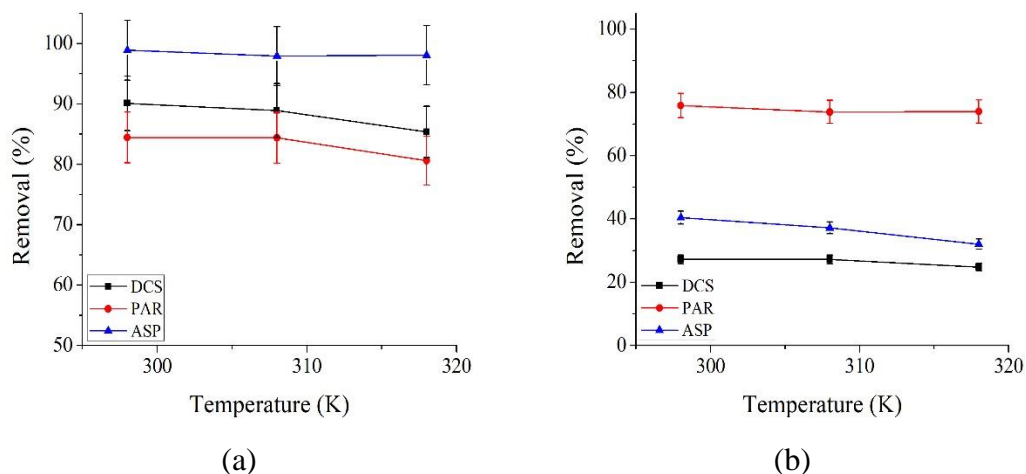 100
90
80
70
60
50
Removal (%)
DCS
PAR
ASP
300
310
320
Temperature (K)
(a)
100
80
60
40
20
0
Removal (%)
DCS
PAR
ASP
300
310
320
Temperature (K)
(b)